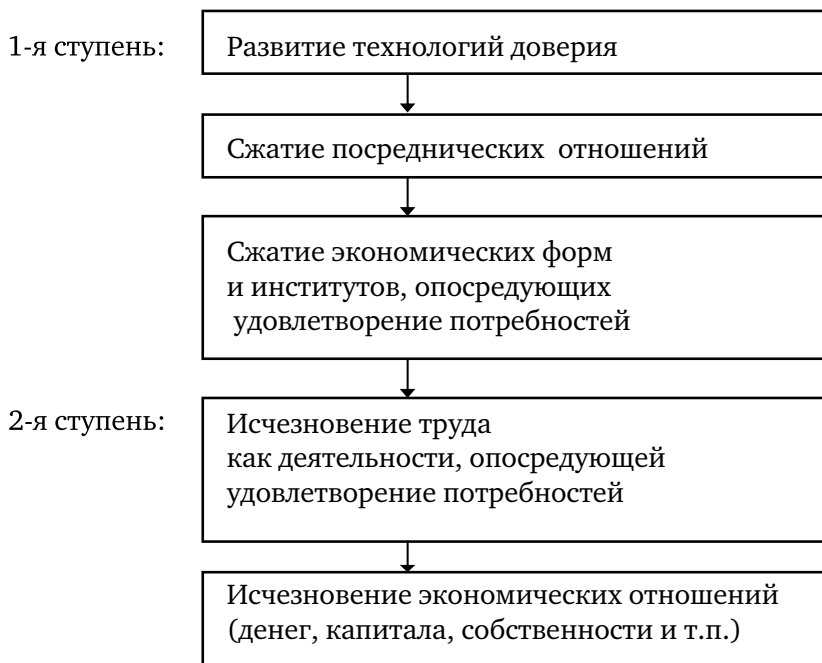 1-я ступень:
Развитие технологий доверия
Сжатие посреднических отношений
Сжатие экономических форм
и институтов, опосредующих
удовлетворение потребностей
2-я ступень:
Исчезновение труда
как деятельности, опосредующей
удовлетворение потребностей
Исчезновение экономических отношений
(денег, капитала, собственности и т.п.)